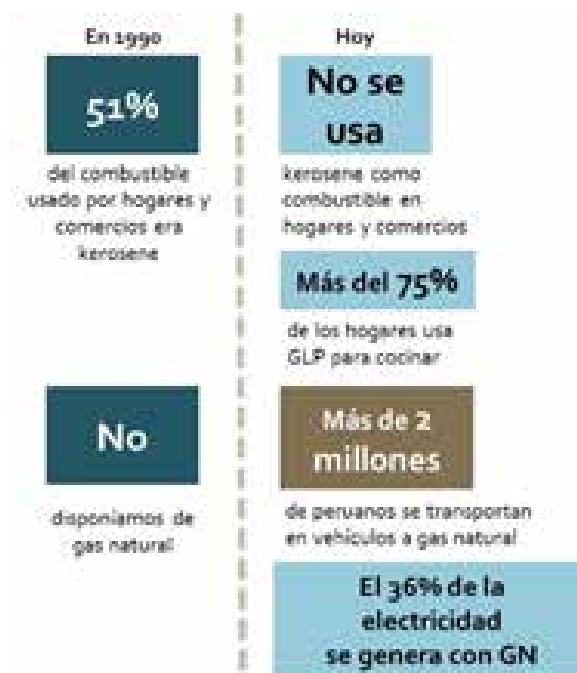 En 1990
51%
del combustible
usado por hogares y
comercios era
kerosene
No
disponíamos de
gas natural
Hoy
No se
usa
kerosene como
combustible en
hogares y comercios
Más del 75%
de los hogares usa
GLP para cocinar
Más de 2
millones
de peruanos se transportan
en vehículos a gas natural
El 36% de la
electricidad
se genera con GN